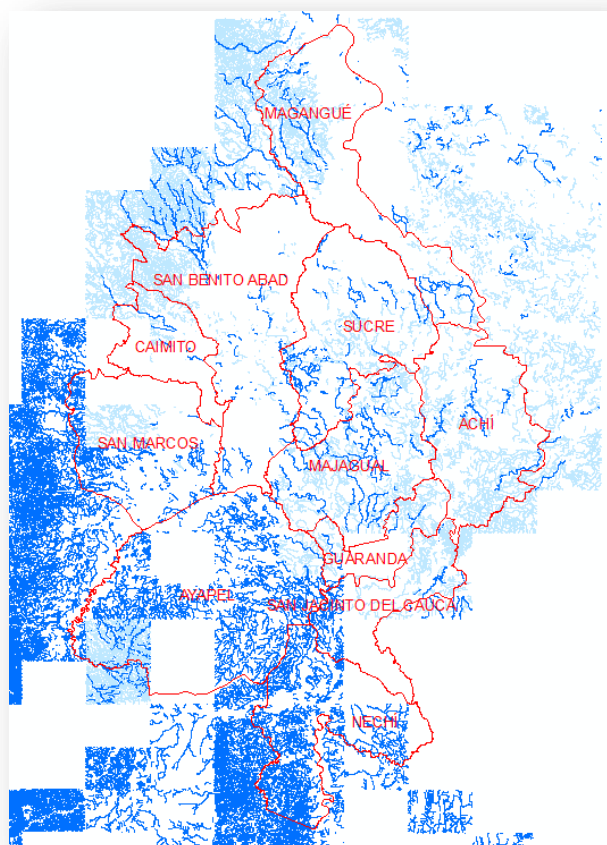 MAGANGUÉ
SAN BENITO ABAD
SUCRE
CAIMITO
ACHÍ
SAN MARCOS
MAJAGUAL
GUARANDA
AYAPEL
SAN JACINTO DEL CAUCA
NECHÍ